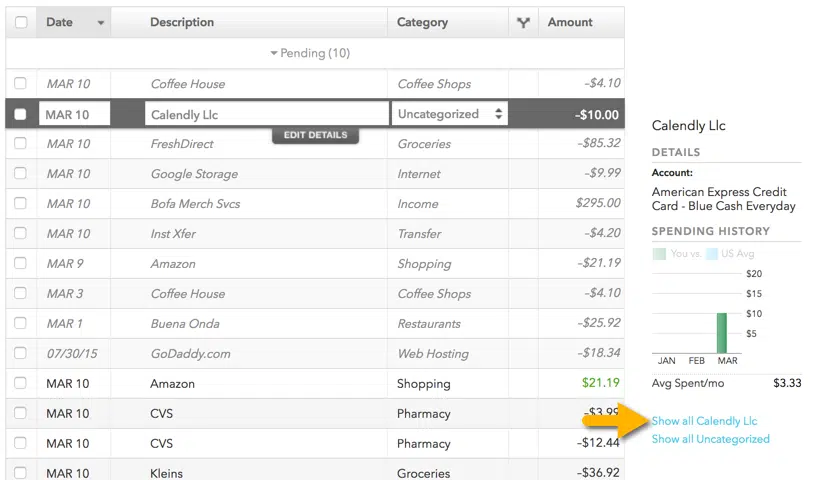 Date Description Category Amount
Pending (10)
MAR 10 Coffee House Coffee Shops –$4.10
MAR 10 Calendly Llc Uncategorized –$10.00
EDIT DETAILS
MAR 10 FreshDirect Groceries –$85.32
MAR 10 Google Storage Internet –$9.99
MAR 10 Bofa Merch Svcs Income $295.00
MAR 10 Inst Xfer Transfer –$4.20
MAR 9 Amazon Shopping –$21.19
MAR 3 Coffee House Coffee Shops –$4.10
MAR 1 Buena Onda Restaurants –$25.92
07/30/15 GoDaddy.com Web Hosting –$18.34
MAR 10 Amazon Shopping $21.19
MAR 10 CVS Pharmacy –$3.99
MAR 10 CVS Pharmacy –$12.44
MAR 10 Kleins Groceries –$36.92
Calendly Llc
DETAILS
Account:
American Express Credit
Card - Blue Cash Everyday
SPENDING HISTORY
You vs. US Avg
$20
$15
$10
$5
JAN FEB MAR
Avg Spent/mo $3.33
Show all Calendly Llc
Show all Uncategorized